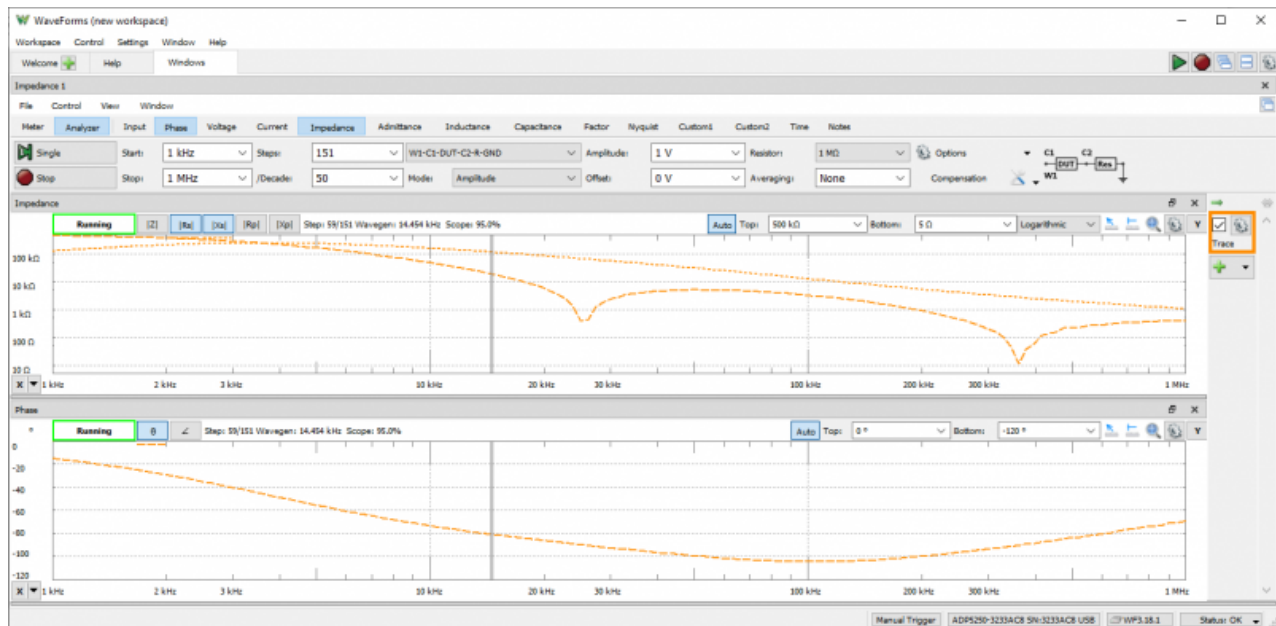 WaveForms (new workspace)
Workspace Control Settings Window Help
Welcome Help Windows
Impedance 1
File Control View Window
Meter Analyzer Input Phase Voltage Current Impedance Admittance Inductance Capacitance Factor Nyquist Custom1 Custom2 Time Notes
Single Start: 1 kHz Steps: 151 W1-C1-DUT-C2-R-GND Amplitude: 1 V Resistor: 1 MΩ Options C1 C2
DUT Res
Stop Stop: 1 MHz /Decade: 50 Mode: Amplitude Offset: 0 V Averaging: None Compensation W1
Impedance
Running |Z| |Rs| |Xs| |Rp| |Xp| Step: 59/151 Wavegen: 14.454 kHz Scope: 95.0% Auto Top: 500 kΩ Bottom: 5 Ω Logarithmic Y
Trace
100 kΩ
10 kΩ
1 kΩ
100 Ω
10 Ω
X 1 kHz 2 kHz 3 kHz 10 kHz 20 kHz 30 kHz 100 kHz 200 kHz 300 kHz 1 MHz
Phase
° Running θ ∠ Step: 59/151 Wavegen: 14.454 kHz Scope: 95.0% Auto Top: 0 ° Bottom: -120 ° Y
0
-20
-40
-60
-80
-100
-120
X 1 kHz 2 kHz 3 kHz 10 kHz 20 kHz 30 kHz 100 kHz 200 kHz 300 kHz 1 MHz
Manual Trigger ADP5250-3233AC8 SN:3233AC8 USB WF3.18.1 Status: OK